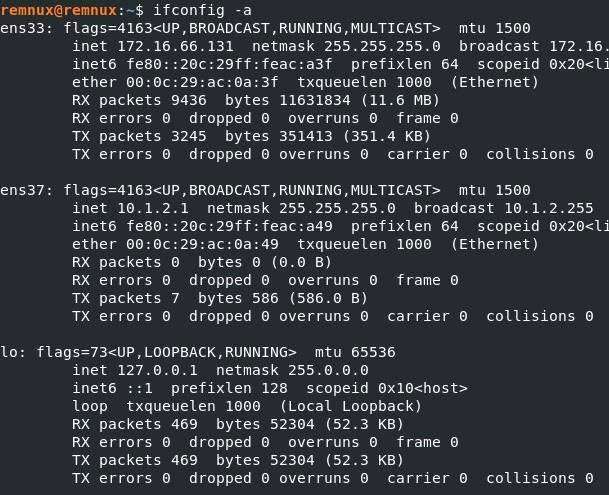 remnux@remnux:~$ ifconfig -a
ens33: flags=4163<UP,BROADCAST,RUNNING,MULTICAST>  mtu 1500
        inet 172.16.66.131  netmask 255.255.255.0  broadcast 172.16.
        inet6 fe80::20c:29ff:feac:a3f  prefixlen 64  scopeid 0x20<li
        ether 00:0c:29:ac:0a:3f  txqueuelen 1000  (Ethernet)
        RX packets 9436  bytes 11631834 (11.6 MB)
        RX errors 0  dropped 0  overruns 0  frame 0
        TX packets 3245  bytes 351413 (351.4 KB)
        TX errors 0  dropped 0 overruns 0  carrier 0  collisions 0
ens37: flags=4163<UP,BROADCAST,RUNNING,MULTICAST>  mtu 1500
        inet 10.1.2.1  netmask 255.255.255.0  broadcast 10.1.2.255
        inet6 fe80::20c:29ff:feac:a49  prefixlen 64  scopeid 0x20<li
        ether 00:0c:29:ac:0a:49  txqueuelen 1000  (Ethernet)
        RX packets 0  bytes 0 (0.0 B)
        RX errors 0  dropped 0  overruns 0  frame 0
        TX packets 7  bytes 586 (586.0 B)
        TX errors 0  dropped 0 overruns 0  carrier 0  collisions 0
lo: flags=73<UP,LOOPBACK,RUNNING>  mtu 65536
        inet 127.0.0.1  netmask 255.0.0.0
        inet6 ::1  prefixlen 128  scopeid 0x10<host>
        loop  txqueuelen 1000  (Local Loopback)
        RX packets 469  bytes 52304 (52.3 KB)
        RX errors 0  dropped 0  overruns 0  frame 0
        TX packets 469  bytes 52304 (52.3 KB)
        TX errors 0  dropped 0 overruns 0  carrier 0  collisions 0